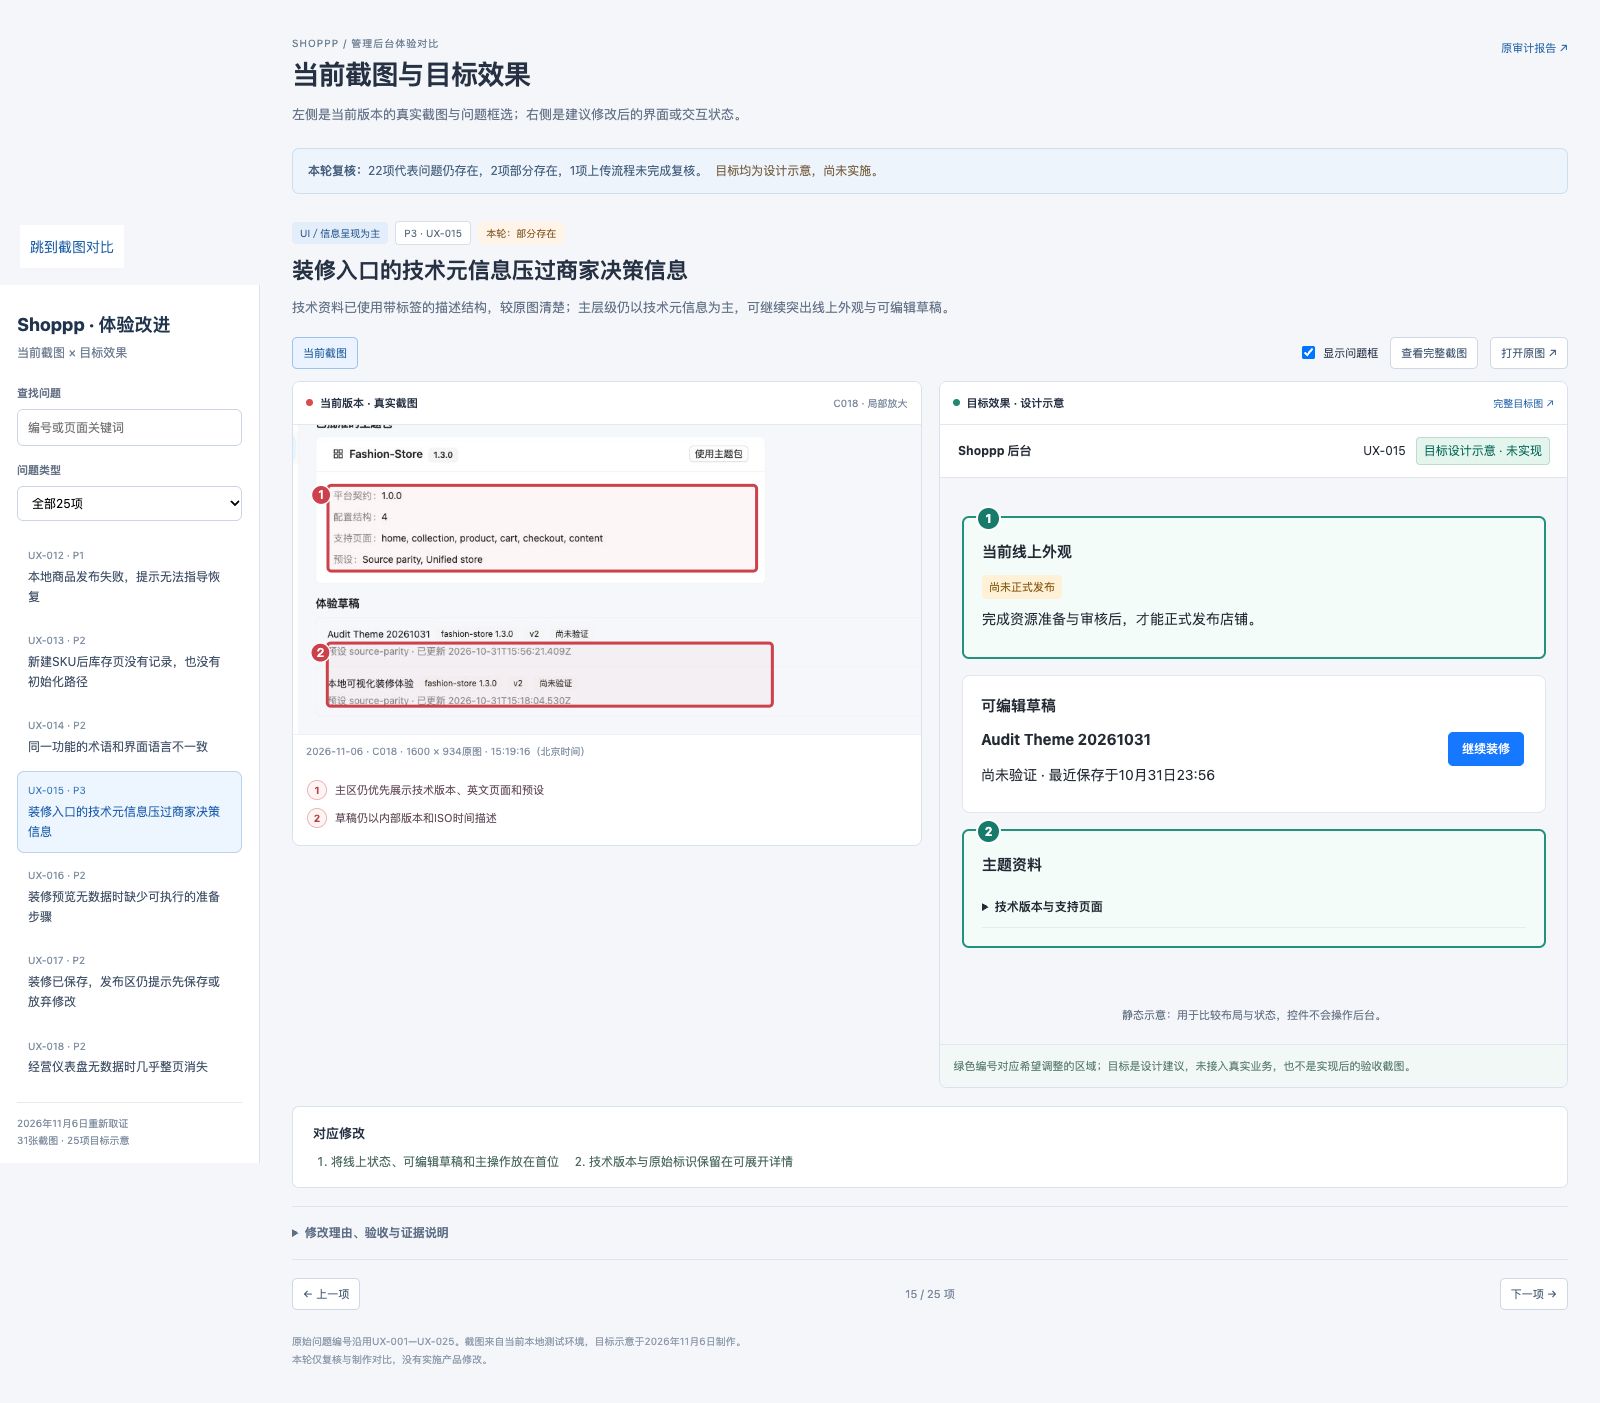 SHOPPP / 管理后台体验对比
当前截图与目标效果
原审计报告 ↗
左侧是当前版本的真实截图与问题框选；右侧是建议修改后的界面或交互状态。
本轮复核：22项代表问题仍存在，2项部分存在，1项上传流程未完成复核。 目标均为设计示意，尚未实施。
跳到截图对比
Shoppp · 体验改进
当前截图 × 目标效果
查找问题
编号或页面关键词
问题类型
全部25项
UX-012 · P1
本地商品发布失败，提示无法指导恢
复
UX-013 · P2
新建SKU后库存页没有记录，也没有
初始化路径
UX-014 · P2
同一功能的术语和界面语言不一致
UX-015 · P3
装修入口的技术元信息压过商家决策
信息
UX-016 · P2
装修预览无数据时缺少可执行的准备
步骤
UX-017 · P2
装修已保存，发布区仍提示先保存或
放弃修改
UX-018 · P2
经营仪表盘无数据时几乎整页消失
2026年11月6日重新取证
31张截图 · 25项目标示意
UI / 信息呈现为主
P3 · UX-015
本轮：部分存在
装修入口的技术元信息压过商家决策信息
技术资料已使用带标签的描述结构，较原图清楚；主层级仍以技术元信息为主，可继续突出线上外观与可编辑草稿。
当前截图
显示问题框
查看完整截图
打开原图 ↗
当前版本 · 真实截图
C018 · 局部放大
Fashion-Store 1.3.0
使用主题包
1
平台契约： 1.0.0
配置结构： 4
支持页面： home, collection, product, cart, checkout, content
预设： Source parity, Unified store
体验草稿
Audit Theme 20261031 fashion-store 1.3.0 v2 尚未验证
2
预设 source-parity · 已更新 2026-10-31T15:56:21.409Z
本地可视化装修体验 fashion-store 1.3.0 v2 尚未验证
预设 source-parity · 已更新 2026-10-31T15:18:04.530Z
2026-11-06 · C018 · 1600 × 934原图 · 15:19:16（北京时间）
1 主区仍优先展示技术版本、英文页面和预设
2 草稿仍以内部版本和ISO时间描述
目标效果 · 设计示意
完整目标图 ↗
Shoppp 后台
UX-015
目标设计示意 · 未实现
1
当前线上外观
尚未正式发布
完成资源准备与审核后，才能正式发布店铺。
可编辑草稿
Audit Theme 20261031
尚未验证 · 最近保存于10月31日23:56
继续装修
2
主题资料
技术版本与支持页面
静态示意：用于比较布局与状态，控件不会操作后台。
绿色编号对应希望调整的区域；目标是设计建议，未接入真实业务，也不是实现后的验收截图。
对应修改
1. 将线上状态、可编辑草稿和主操作放在首位 2. 技术版本与原始标识保留在可展开详情
修改理由、验收与证据说明
← 上一项
15 / 25 项
下一项 →
原始问题编号沿用UX-001—UX-025。截图来自当前本地测试环境，目标示意于2026年11月6日制作。
本轮仅复核与制作对比，没有实施产品修改。